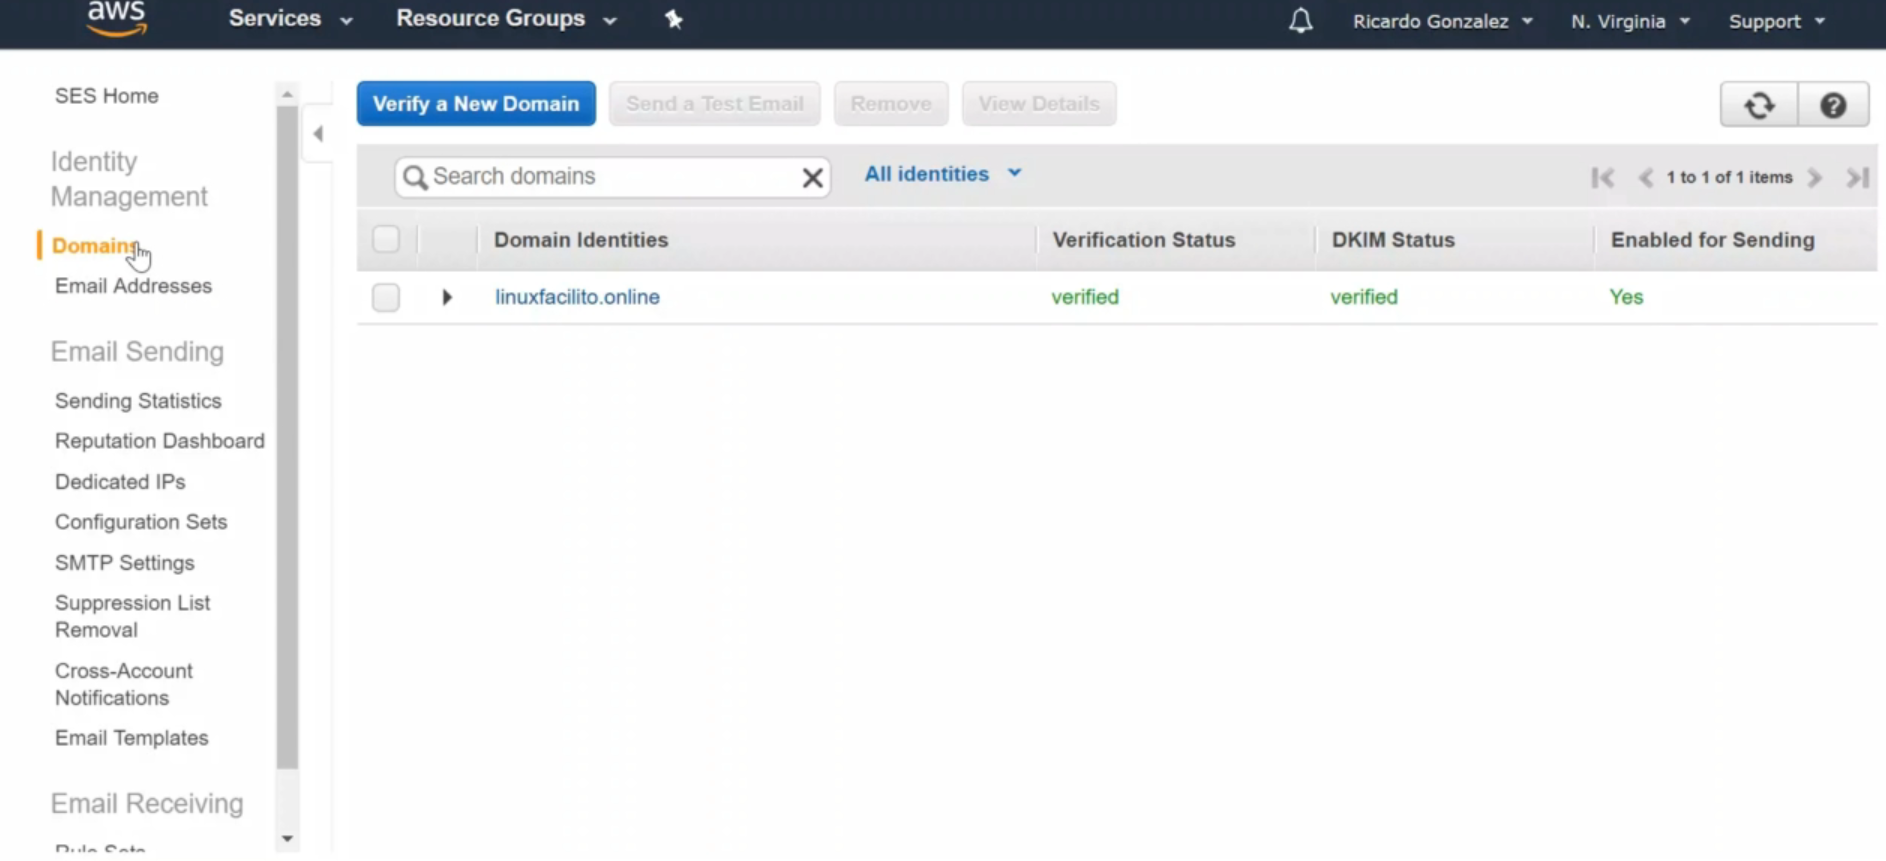 aws Services Resource Groups Ricardo Gonzalez N. Virginia Support
SES Home
Identity
Management
Domains
Email Addresses
Email Sending
Sending Statistics
Reputation Dashboard
Dedicated IPs
Configuration Sets
SMTP Settings
Suppression List
Removal
Cross-Account
Notifications
Email Templates
Email Receiving
Rule Sets
Verify a New Domain Send a Test Email Remove View Details
Search domains All identities 1 to 1 of 1 items
Domain Identities Verification Status DKIM Status Enabled for Sending
linuxfacilito.online verified verified Yes